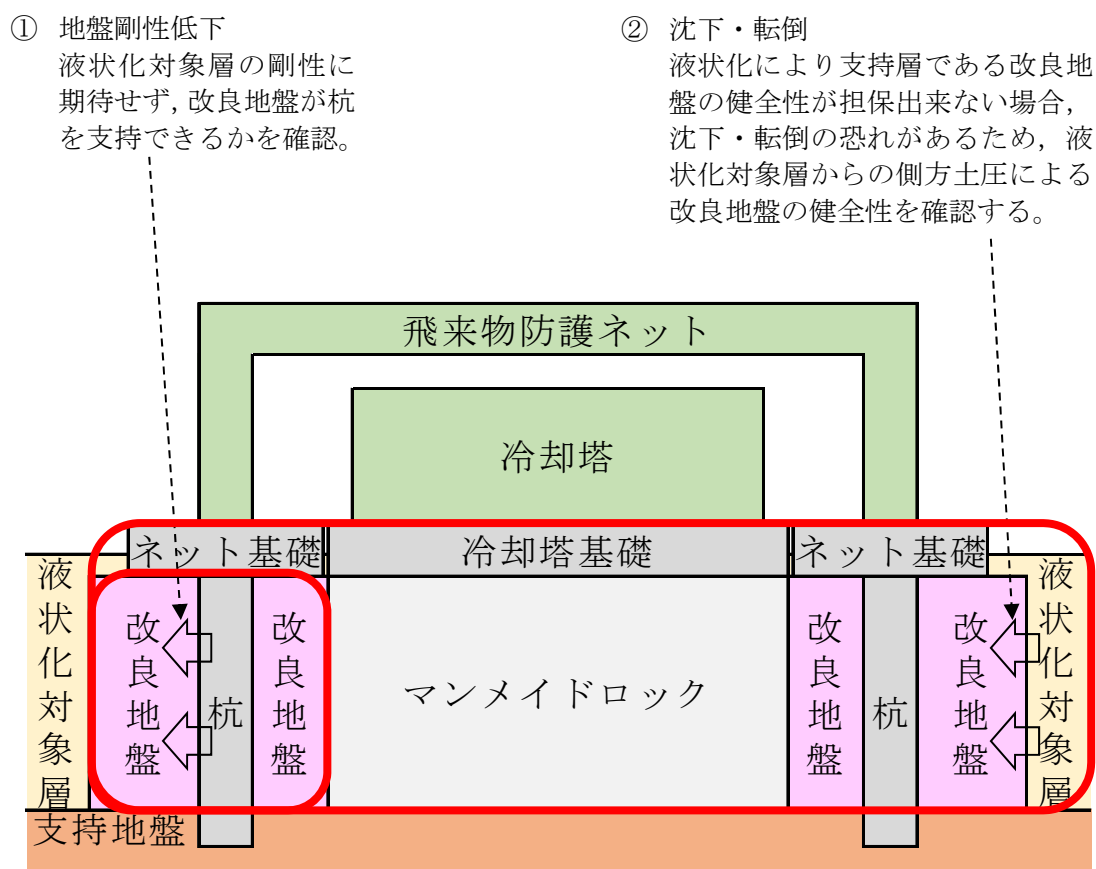 ① 地盤剛性低下
液状化対象層の剛性に
期待せず，改良地盤が杭
を支持できるかを確認。
② 沈下・転倒
液状化により支持層である改良地
盤の健全性が担保出来ない場合，
沈下・転倒の恐れがあるため，液
状化対象層からの側方土圧による
改良地盤の健全性を確認する。
飛来物防護ネット
冷却塔
ネット基礎
冷却塔基礎
ネット基礎
液状化対象層
改良地盤
杭
改良地盤
マンメイドロック
改良地盤
杭
改良地盤
液状化対象層
支持地盤